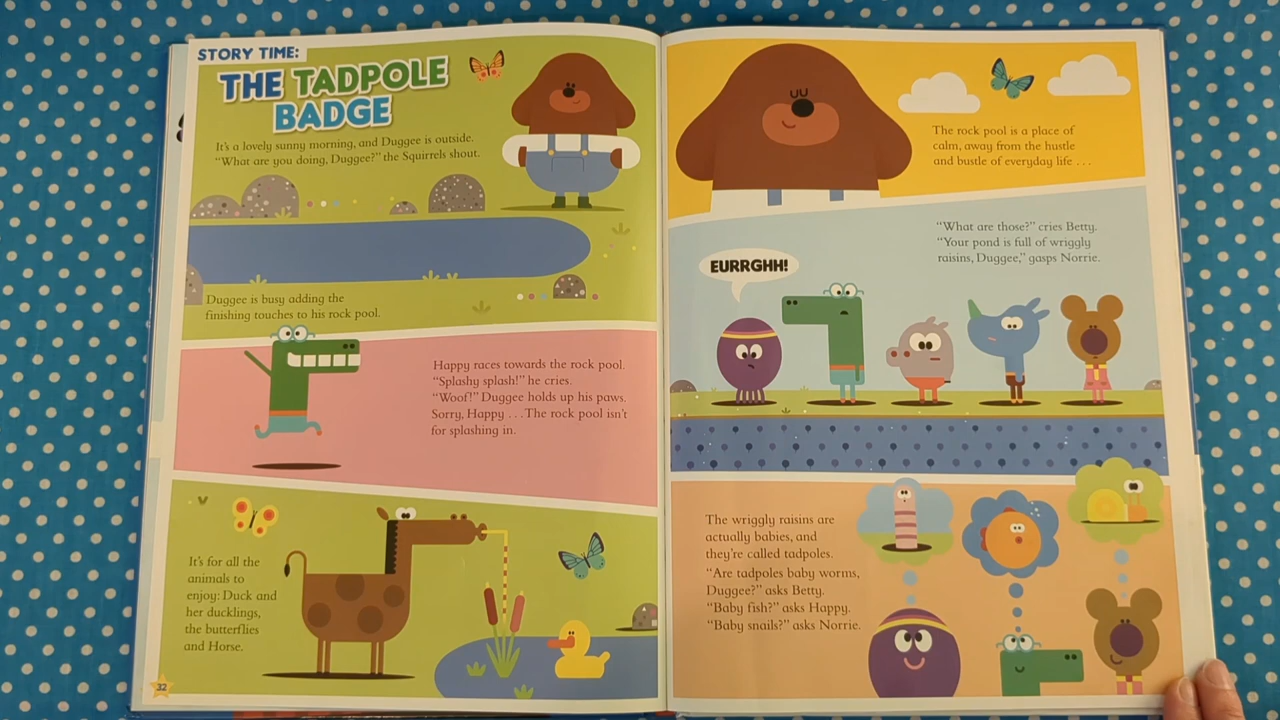 STORY TIME:
THE TADPOLE
BADGE
It's a lovely sunny morning, and Duggee is outside.
"What are you doing, Duggee?" the Squirrels shout.
Duggee is busy adding the
finishing touches to his rock pool.
Happy races towards the rock pool.
"Splashy splash!" he cries.
"Woof!" Duggee holds up his paws.
Sorry, Happy . . . The rock pool isn't
for splashing in.
It's for all the
animals to
enjoy: Duck and
her ducklings,
the butterflies
and Horse.
32
The rock pool is a place of
calm, away from the hustle
and bustle of everyday life . . .
"What are those?" cries Betty.
"Your pond is full of wriggly
raisins, Duggee," gasps Norrie.
EURRGHH!
The wriggly raisins are
actually babies, and
they're called tadpoles.
"Are tadpoles baby worms,
Duggee?" asks Betty.
"Baby fish?" asks Happy.
"Baby snails?" asks Norrie.